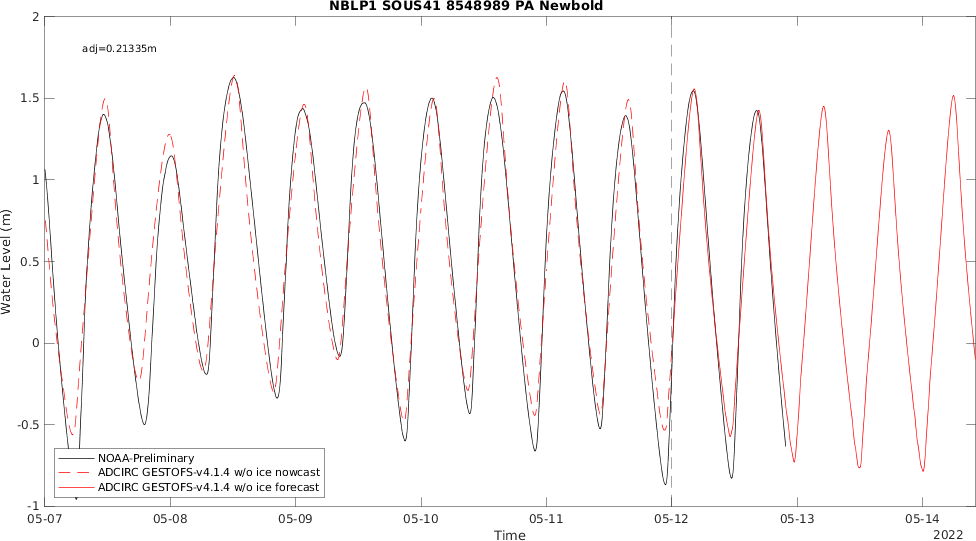 NBLP1 SOUS41 8548989 PA Newbold
adj=0.21335m
2
1.5
1
0.5
0
-0.5
-1
Water Level (m)
NOAA-Preliminary
ADCIRC GESTOFS-v4.1.4 w/o ice nowcast
ADCIRC GESTOFS-v4.1.4 w/o ice forecast
05-07 05-08 05-09 05-10 05-11 05-12 05-13 05-14
Time
2022